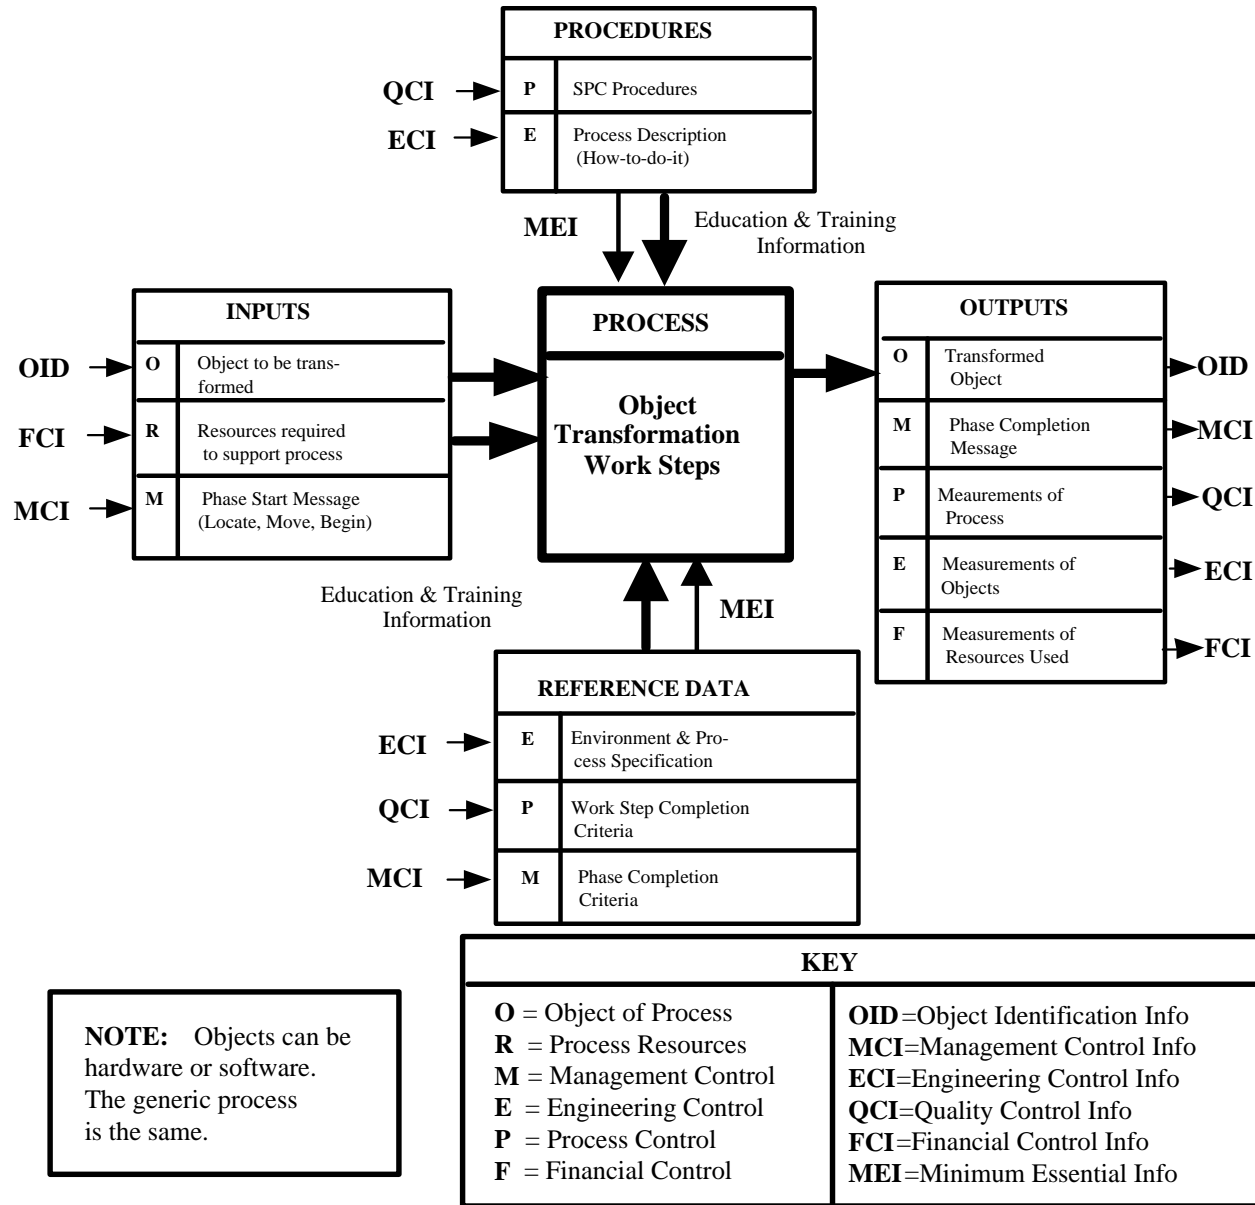 PROCEDURES
QCI
P
SPC Procedures
ECI
E
Process Description
(How-to-do-it)
MEI
Education & Training
Information
INPUTS
OID
O
Object to be trans-
formed
FCI
R
Resources required
to support process
MCI
M
Phase Start Message
(Locate, Move, Begin)
PROCESS
Object
Transformation
Work Steps
OUTPUTS
O
Transformed
Object
OID
M
Phase Completion
Message
MCI
P
Meaurements of
Process
QCI
E
Measurements of
Objects
ECI
F
Measurements of
Resources Used
FCI
Education & Training
Information
MEI
REFERENCE DATA
ECI
E
Environment & Pro-
cess Specification
QCI
P
Work Step Completion
Criteria
MCI
M
Phase Completion
Criteria
NOTE: Objects can be
hardware or software.
The generic process
is the same.
KEY
O = Object of Process
R = Process Resources
M = Management Control
E = Engineering Control
P = Process Control
F = Financial Control
OID=Object Identification Info
MCI=Management Control Info
ECI=Engineering Control Info
QCI=Quality Control Info
FCI=Financial Control Info
MEI=Minimum Essential Info